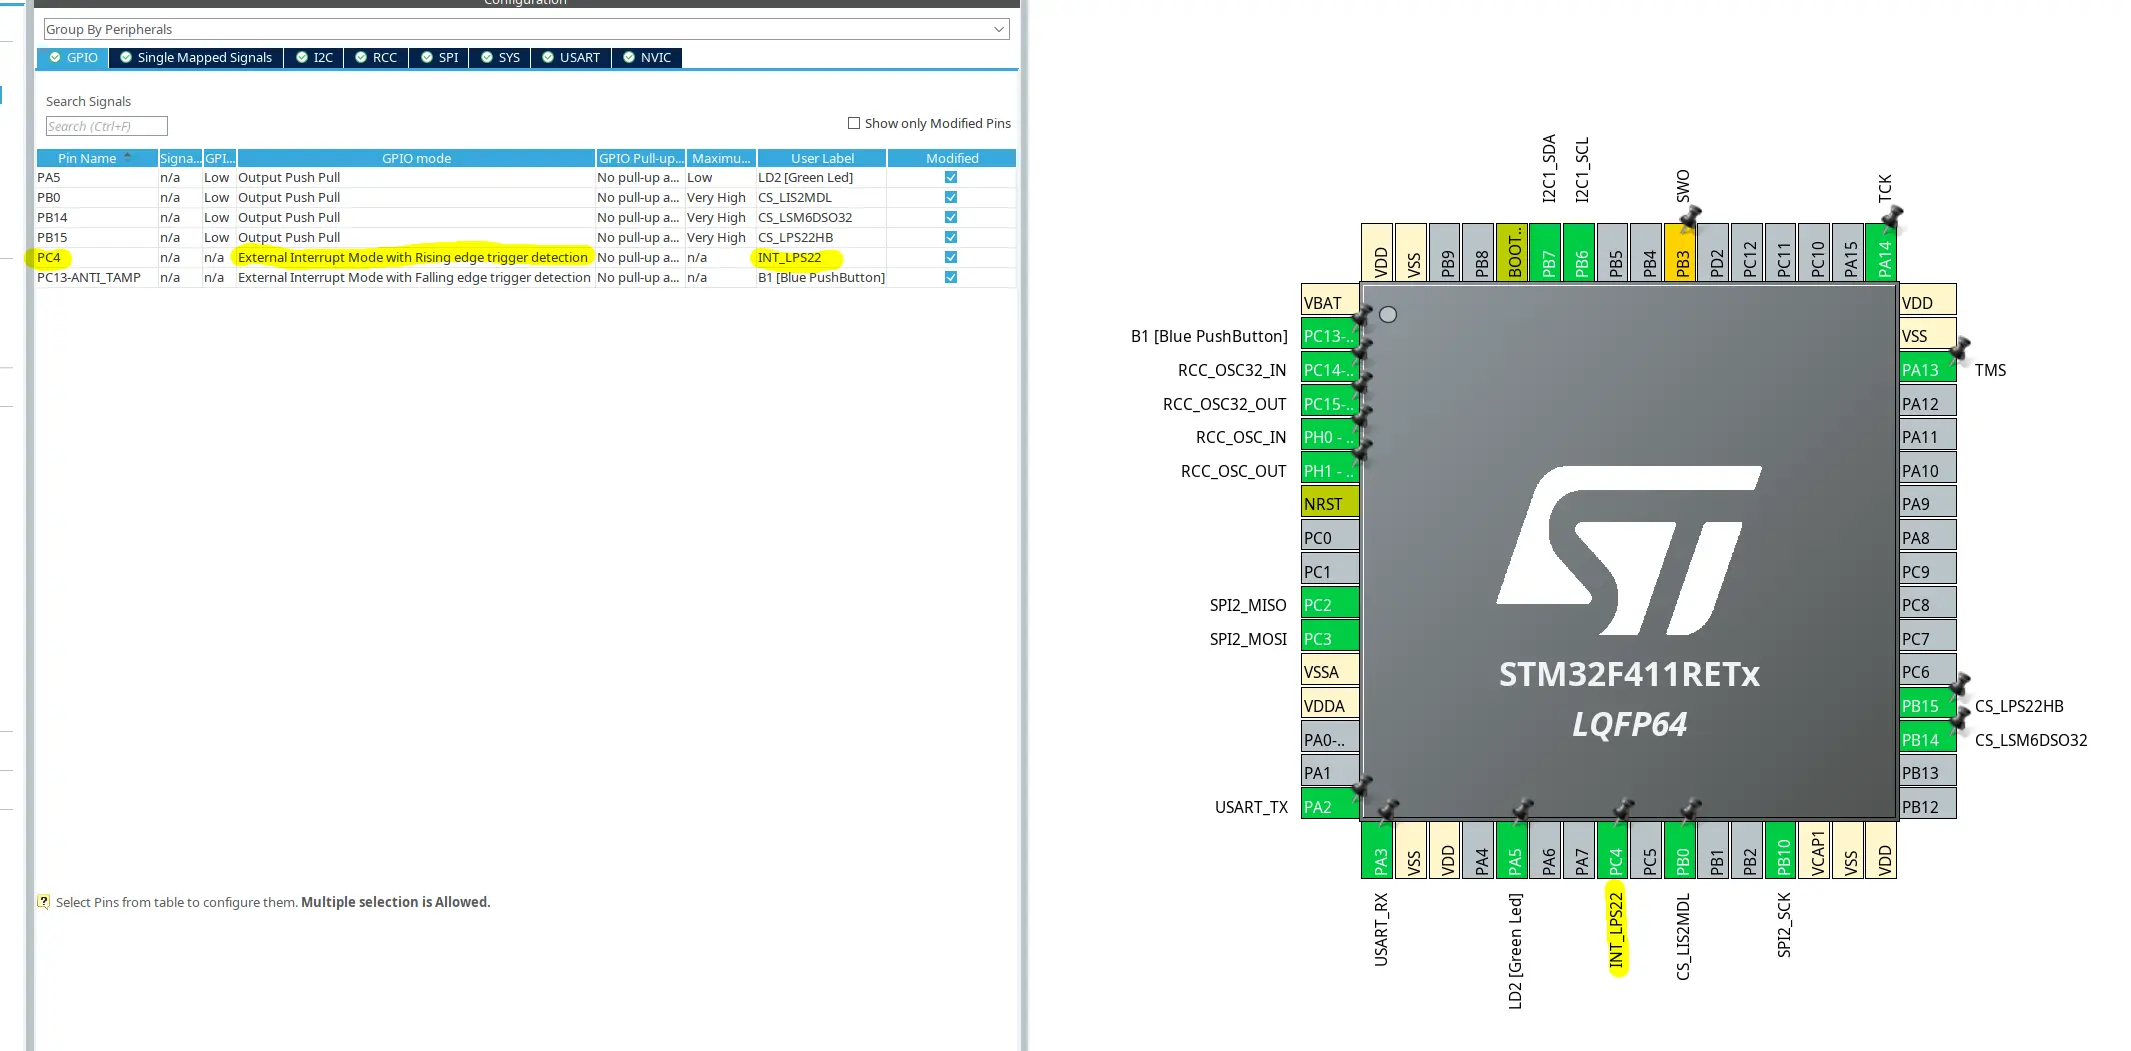 Configuration
Group By Peripherals
GPIO Single Mapped Signals I2C RCC SPI SYS USART NVIC
Search Signals
Search (Ctrl+F)
Show only Modified Pins
Pin Name Signa... GPI... GPIO mode GPIO Pull-up... Maximu... User Label Modified
PA5 n/a Low Output Push Pull No pull-up a... Low LD2 [Green Led]
PB0 n/a Low Output Push Pull No pull-up a... Very High CS_LIS2MDL
PB14 n/a Low Output Push Pull No pull-up a... Very High CS_LSM6DSO32
PB15 n/a Low Output Push Pull No pull-up a... Very High CS_LPS22HB
PC4 n/a n/a External Interrupt Mode with Rising edge trigger detection No pull-up a... n/a INT_LPS22
PC13-ANTI_TAMP n/a n/a External Interrupt Mode with Falling edge trigger detection No pull-up a... n/a B1 [Blue PushButton]
? Select Pins from table to configure them. Multiple selection is Allowed.
I2C1_SDA I2C1_SCL SWO TCK
VDD VSS PB9 PB8 BOOT.. PB7 PB6 PB5 PB4 PB3 PD2 PC12 PC11 PC10 PA15 PA14
VBAT VDD
B1 [Blue PushButton] PC13-.. VSS
RCC_OSC32_IN PC14-.. PA13 TMS
RCC_OSC32_OUT PC15-.. PA12
RCC_OSC_IN PH0 - .. PA11
RCC_OSC_OUT PH1 - .. PA10
NRST PA9
PC0 PA8
PC1 PC9
SPI2_MISO PC2 PC8
SPI2_MOSI PC3 PC7
ST
VSSA PC6
STM32F411RETx
VDDA PB15 CS_LPS22HB
LQFP64
PA0-.. PB14 CS_LSM6DSO32
PA1 PB13
USART_TX PA2 PB12
PA3 VSS VDD PA4 PA5 PA6 PA7 PC4 PC5 PB0 PB1 PB2 PB10 VCAP1 VSS VDD
USART_RX LD2 [Green Led] INT_LPS22 CS_LIS2MDL SPI2_SCK